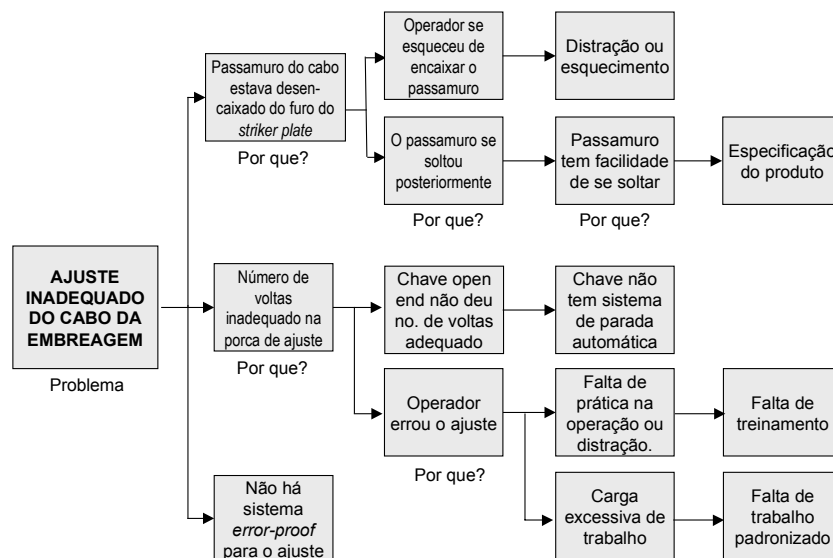 Passamuro do cabo
estava desen-
caixado do furo do
striker plate
Por que?
Operador se
esqueceu de
encaixar o
passamuro
Distração ou
esquecimento
O passamuro se
soltou
posteriormente
Por que?
Passamuro
tem facilidade
de se soltar
Por que?
Especificação
do produto
AJUSTE
INADEQUADO
DO CABO DA
EMBREAGEM
Problema
Número de
voltas
inadequado na
porca de ajuste
Por que?
Chave open
end não deu
no. de voltas
adequado
Chave não
tem sistema
de parada
automática
Operador
errou o ajuste
Por que?
Falta de
prática na
operação ou
distração.
Falta de
treinamento
Carga
excessiva de
trabalho
Falta de
trabalho
padronizado
Não há
sistema
error-proof
para o ajuste